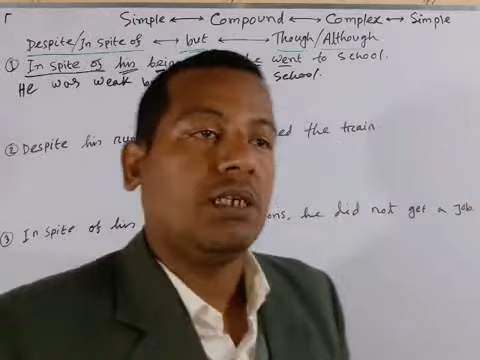 Simple ↔ Compound ↔ Complex ↔ Simple
Despite/In spite of ↔ but ↔ Though/Although
① In spite of his he went to School.
He was weak School.
② Despite his the train
③ In spite of his he did not get a Job.